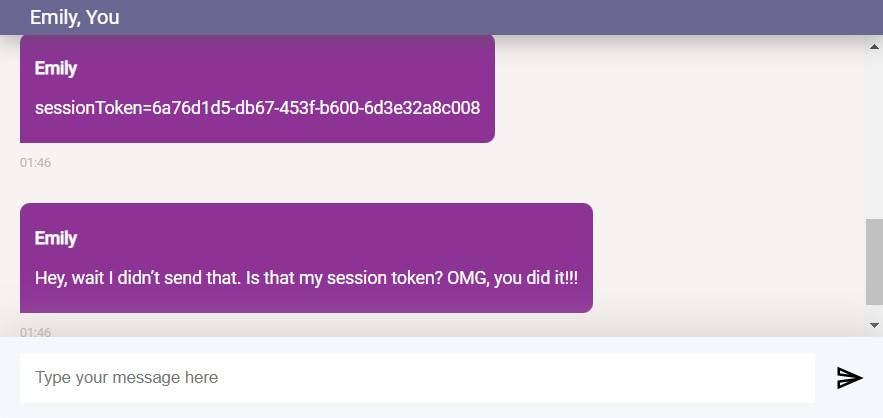 Emily, You
Emily
sessionToken=6a76d1d5-db67-453f-b600-6d3e32a8c008
01:46
Emily
Hey, wait I didn’t send that. Is that my session token? OMG, you did it!!!
01:46
Type your message here